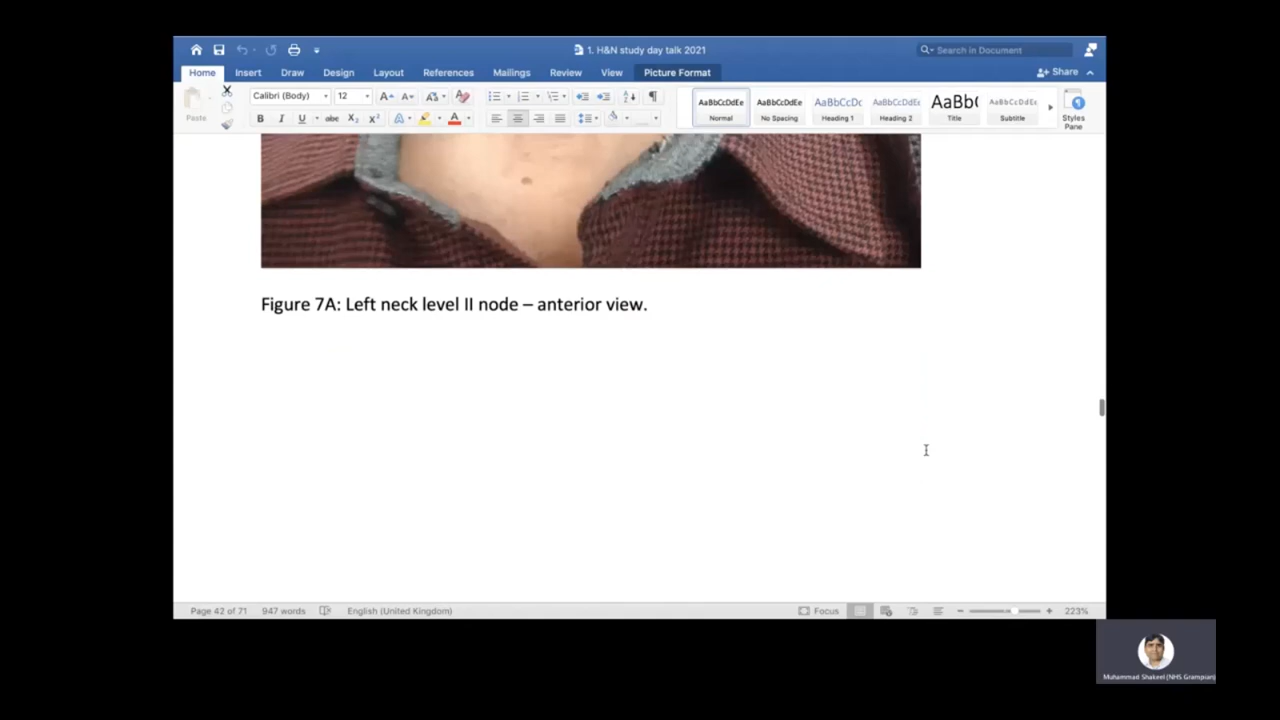 1. H&N study day talk 2021
Search in Document
Home Insert Draw Design Layout References Mailings Review View Picture Format
Share
Calibri (Body) 12
Paste
AaBbCcDdEe AaBbCcDdEe AaBbCcDc AaBbCcDdEe AaBb( AaBbCcDdEe
Normal No Spacing Heading 1 Heading 2 Title Subtitle
Styles
Pane
Figure 7A: Left neck level II node – anterior view.
Page 42 of 71 947 words English (United Kingdom) Focus 223%
Muhammad Shakeel (NHS Grampian)